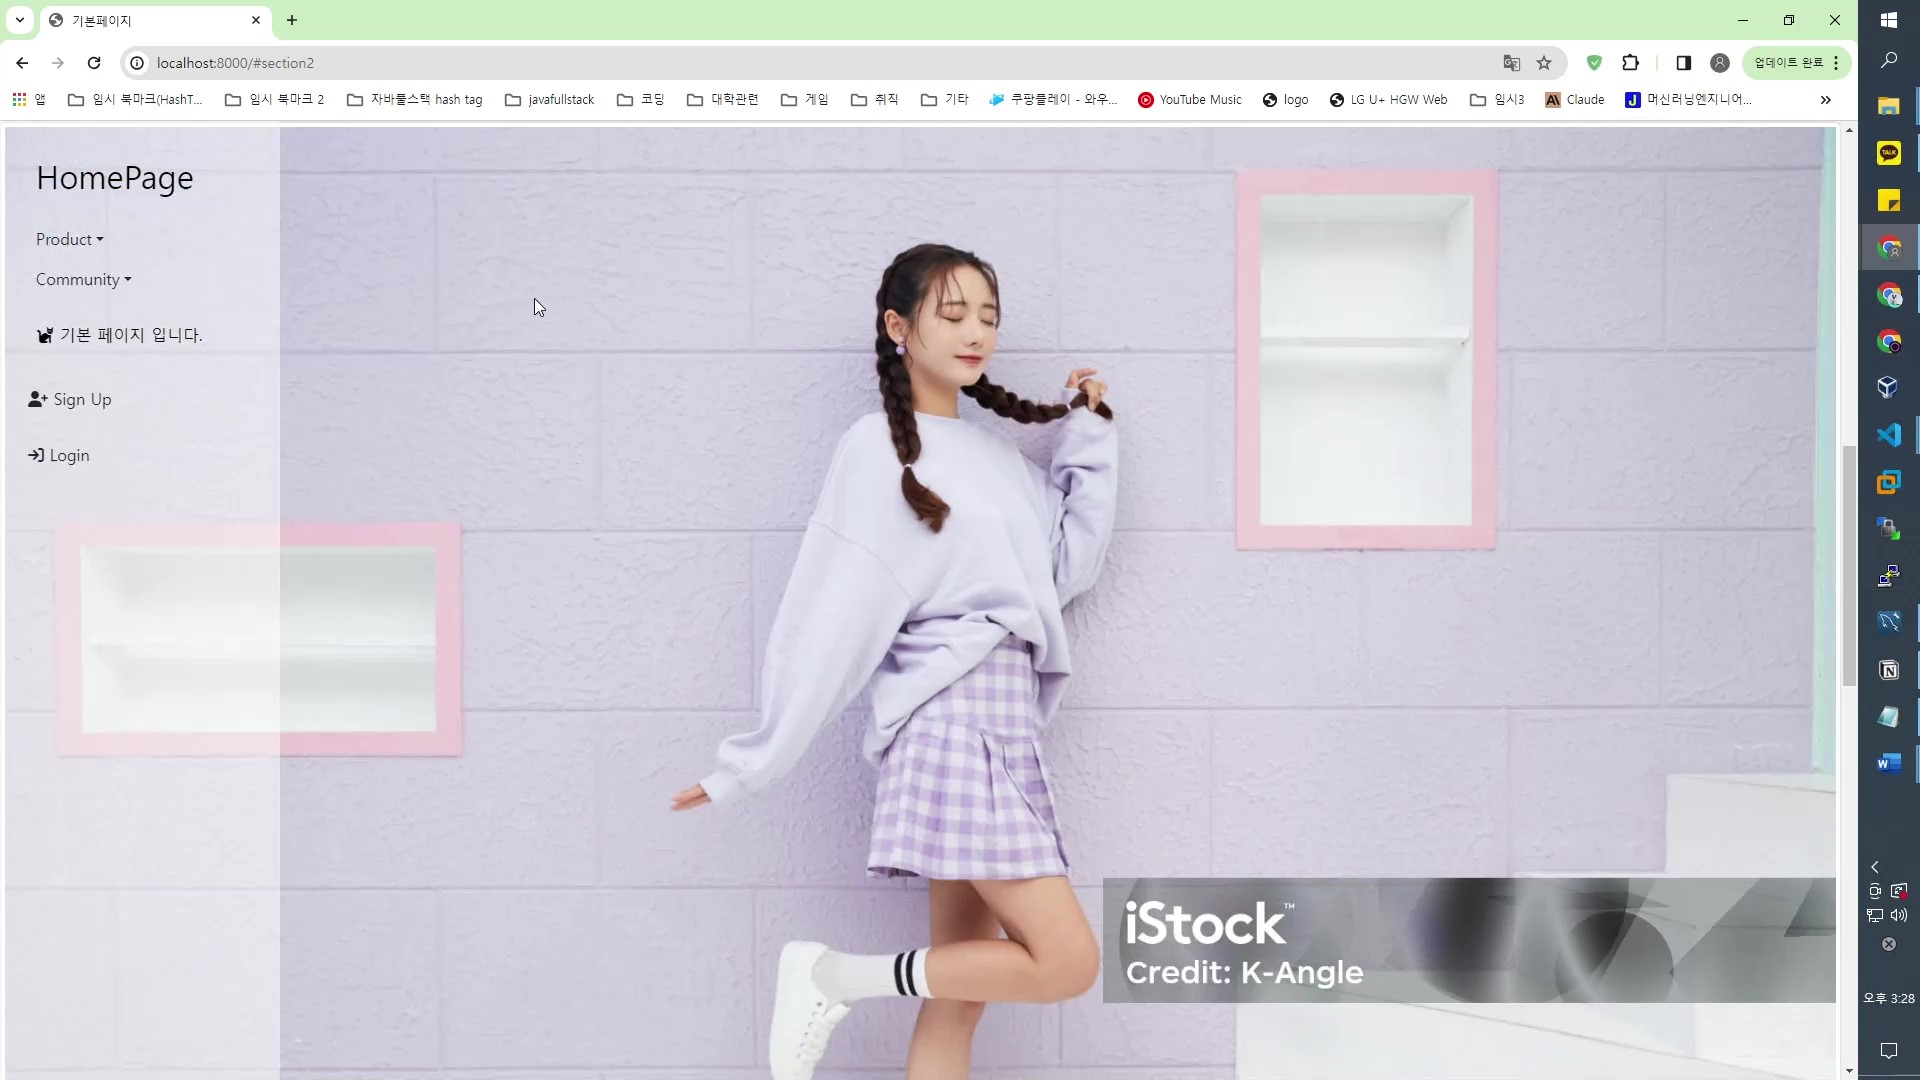 기본페이지
localhost:8000/#section2
업데이트 완료
앱
임시 북마크(HashT...
임시 북마크 2
자바풀스택 hash tag
javafullstack
코딩
대학관련
게임
취직
기타
쿠팡플레이 - 와우...
YouTube Music
logo
LG U+ HGW Web
임시3
Claude
머신러닝엔지니어...
HomePage
Product
Community
기본 페이지 입니다.
Sign Up
Login
iStock™
Credit: K-Angle
오후 3:28